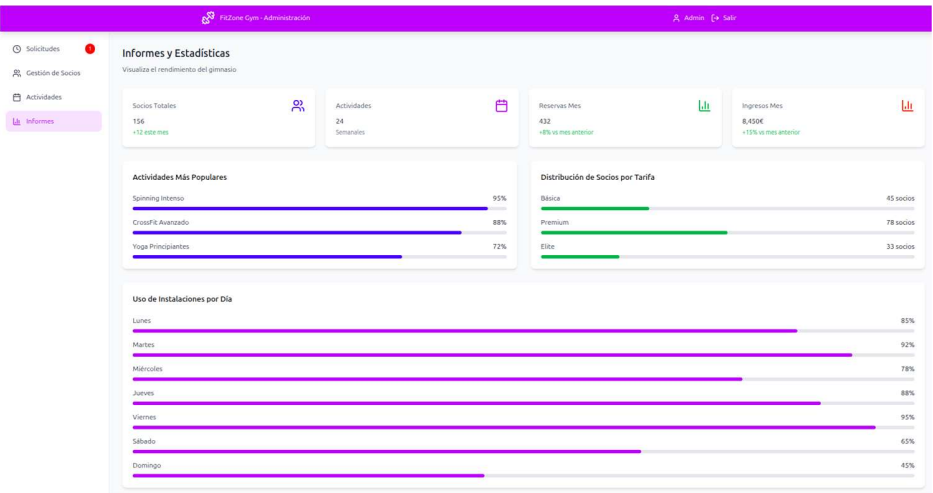 FitZone Gym - Administración
Admin
Salir
Solicitudes
1
Gestión de Socios
Actividades
Informes
Informes y Estadísticas
Visualiza el rendimiento del gimnasio
Socios Totales
156
+12 este mes
Actividades
24
Semanales
Reservas Mes
432
+8% vs mes anterior
Ingresos Mes
8,450€
+15% vs mes anterior
Actividades Más Populares
Spinning Intenso 95%
CrossFit Avanzado 88%
Yoga Principiantes 72%
Distribución de Socios por Tarifa
Básica 45 socios
Premium 78 socios
Elite 33 socios
Uso de Instalaciones por Día
Lunes 85%
Martes 92%
Miércoles 78%
Jueves 88%
Viernes 95%
Sábado 65%
Domingo 45%